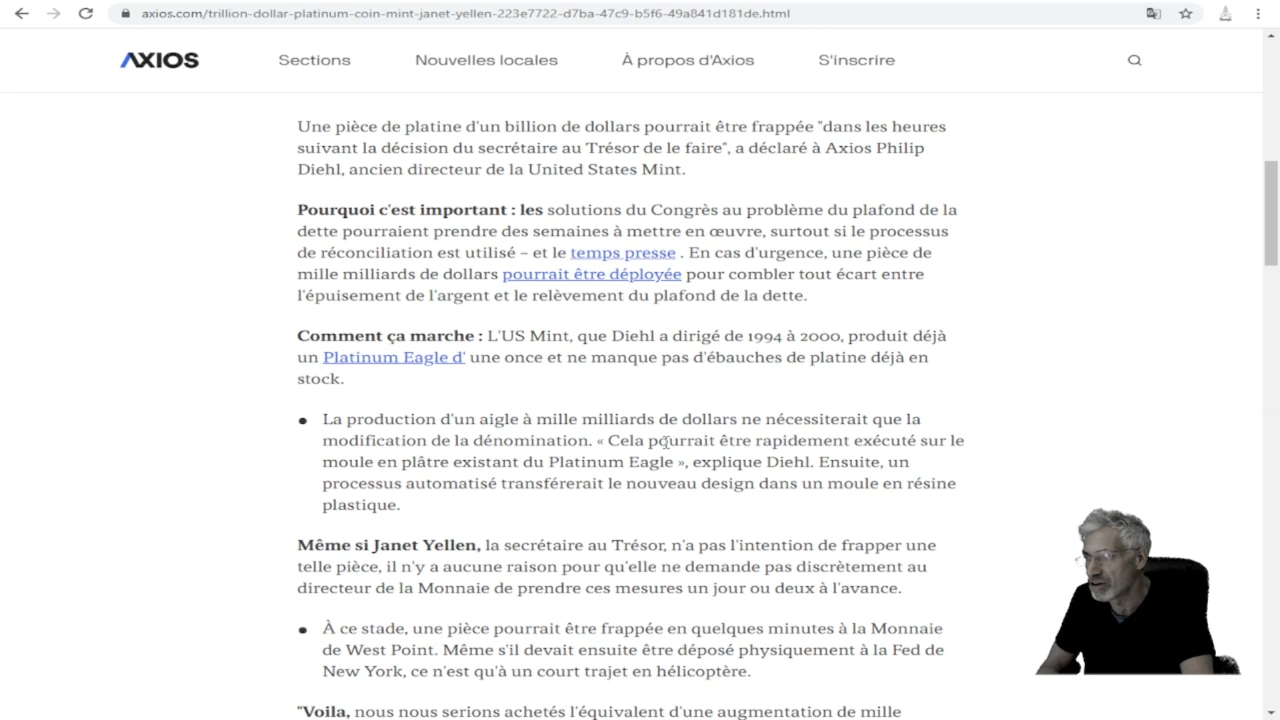 axios.com/trillion-dollar-platinum-coin-mint-janet-yellen-223e7722-d7ba-47c9-b5f6-49a841d181de.html
AXIOS
Sections
Nouvelles locales
À propos d'Axios
S'inscrire
Une pièce de platine d'un billion de dollars pourrait être frappée "dans les heures
suivant la décision du secrétaire au Trésor de le faire", a déclaré à Axios Philip
Diehl, ancien directeur de la United States Mint.
Pourquoi c'est important : les solutions du Congrès au problème du plafond de la
dette pourraient prendre des semaines à mettre en œuvre, surtout si le processus
de réconciliation est utilisé – et le temps presse . En cas d'urgence, une pièce de
mille milliards de dollars pourrait être déployée pour combler tout écart entre
l'épuisement de l'argent et le relèvement du plafond de la dette.
Comment ça marche : L'US Mint, que Diehl a dirigé de 1994 à 2000, produit déjà
un Platinum Eagle d' une once et ne manque pas d'ébauches de platine déjà en
stock.
La production d'un aigle à mille milliards de dollars ne nécessiterait que la
modification de la dénomination. « Cela pourrait être rapidement exécuté sur le
moule en plâtre existant du Platinum Eagle », explique Diehl. Ensuite, un
processus automatisé transférerait le nouveau design dans un moule en résine
plastique.
Même si Janet Yellen, la secrétaire au Trésor, n'a pas l'intention de frapper une
telle pièce, il n'y a aucune raison pour qu'elle ne demande pas discrètement au
directeur de la Monnaie de prendre ces mesures un jour ou deux à l'avance.
À ce stade, une pièce pourrait être frappée en quelques minutes à la Monnaie
de West Point. Même s'il devait ensuite être déposé physiquement à la Fed de
New York, ce n'est qu'à un court trajet en hélicoptère.
"Voila, nous nous serions achetés l'équivalent d'une augmentation de mille